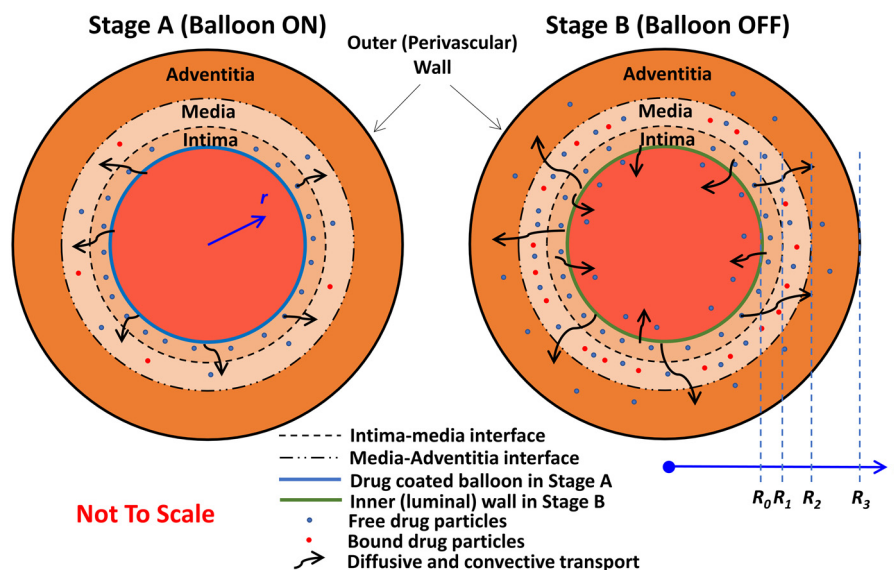 Stage A (Balloon ON)
Stage B (Balloon OFF)
Outer (Perivascular)
Wall
Adventitia
Media
Intima
r
Adventitia
Media
Intima
Intima-media interface
Media-Adventitia interface
Drug coated balloon in Stage A
Inner (luminal) wall in Stage B
Free drug particles
Bound drug particles
Diffusive and convective transport
Not To Scale
R0 R1 R2 R3